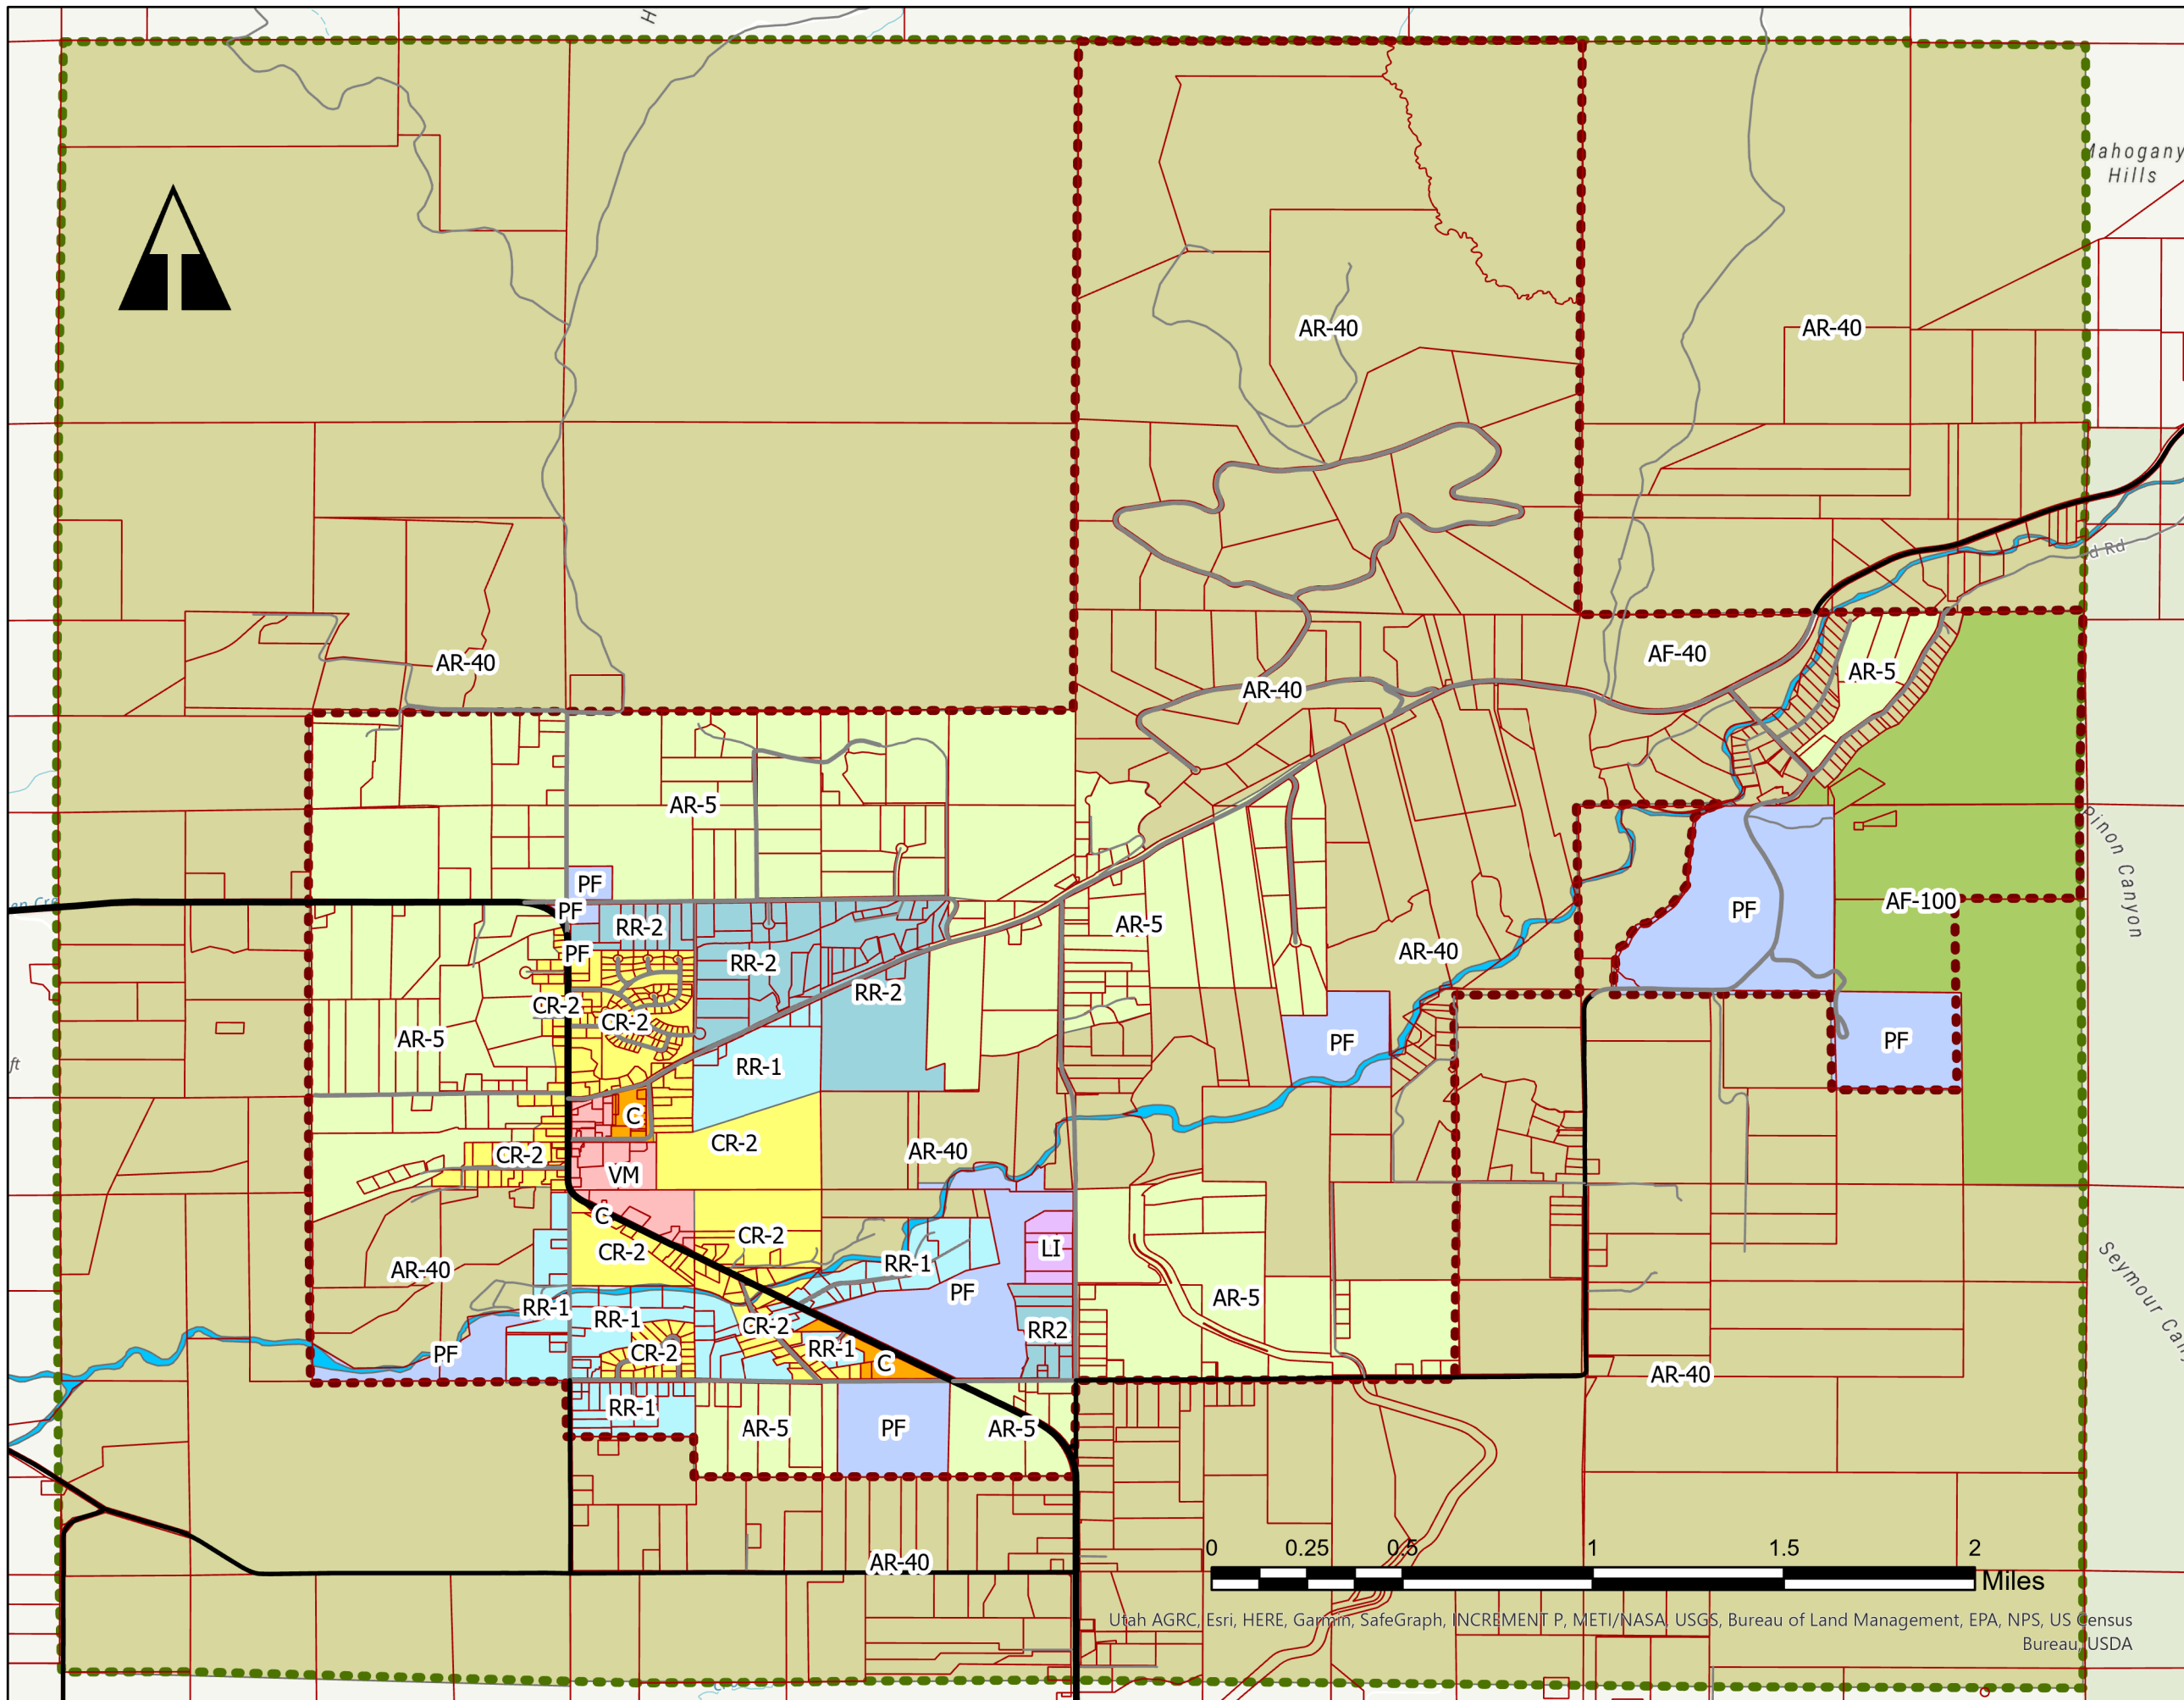 H
Mahogany
Hills
AR-40
AR-40
d Rd
AF-40
AR-40
AR-5
AR-40
AR-5
Pinon Canyon
PF
AF-100
PF
PF
en Cre
AR-5
RR-2
PF
AR-40
RR-2
RR-2
CR-2
CR-2
AR-5
PF
PF
ft
RR-1
C
CR-2
AR-40
CR-2
VM
C
CR-2
CR-2
LI
Seymour Can
AR-40
RR-1
PF
AR-5
RR-1
RR-1
CR-2
RR2
RR-1
PF
CR-2
C
AR-40
RR-1
AR-5
PF
AR-5
0 0.25 0.5 1 1.5 2
AR-40
Miles
Utah AGRC, Esri, HERE, Garmin, SafeGraph, INCREMENT P, METI/NASA, USGS, Bureau of Land Management, EPA, NPS, US Census
Bureau, USDA